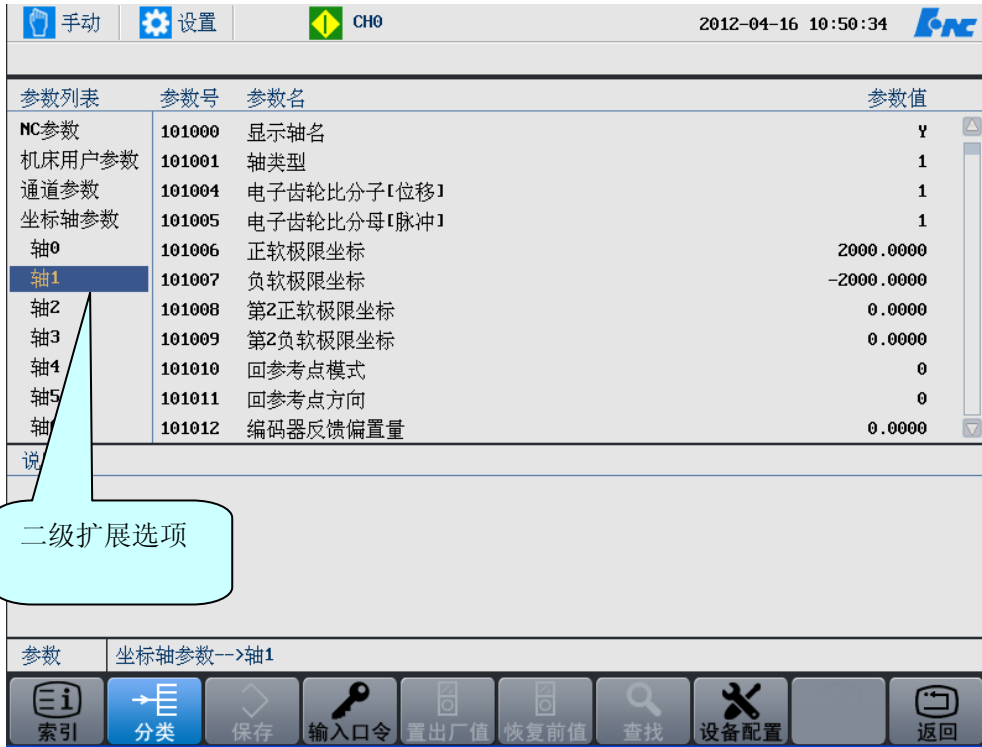 手动 设置 CH0 2012-04-16 10:50:34 NC
参数列表 参数号 参数名 参数值
NC参数 101000 显示轴名 Y
机床用户参数 101001 轴类型 1
通道参数 101004 电子齿轮比分子[位移] 1
坐标轴参数 101005 电子齿轮比分母[脉冲] 1
轴0 101006 正软极限坐标 2000.0000
轴1 101007 负软极限坐标 -2000.0000
轴2 101008 第2正软极限坐标 0.0000
轴3 101009 第2负软极限坐标 0.0000
轴4 101010 回参考点模式 0
轴5 101011 回参考点方向 0
轴 101012 编码器反馈偏置量 0.0000
说
二级扩展选项
参数 坐标轴参数-->轴1
索引 分类 保存 输入口令 置出厂值 恢复前值 查找 设备配置 返回